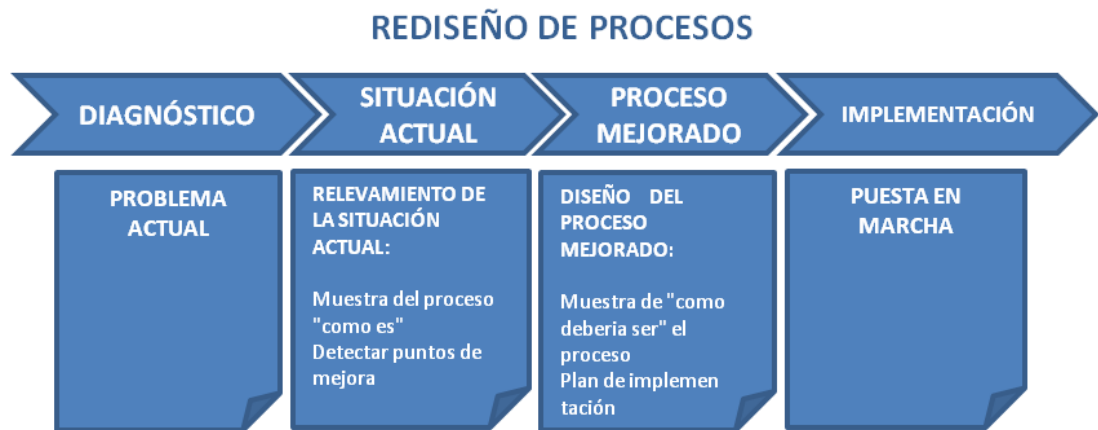 REDISEÑO DE PROCESOS
DIAGNÓSTICO
SITUACIÓN
ACTUAL
PROCESO
MEJORADO
IMPLEMENTACIÓN
PROBLEMA
ACTUAL
RELEVAMIENTO DE
LA SITUACIÓN
ACTUAL:
Muestra del proceso
"como es"
Detectar puntos de
mejora
DISEÑO DEL
PROCESO
MEJORADO:
Muestra de "como
deberia ser" el
proceso
Plan de implemen
tación
PUESTA EN
MARCHA